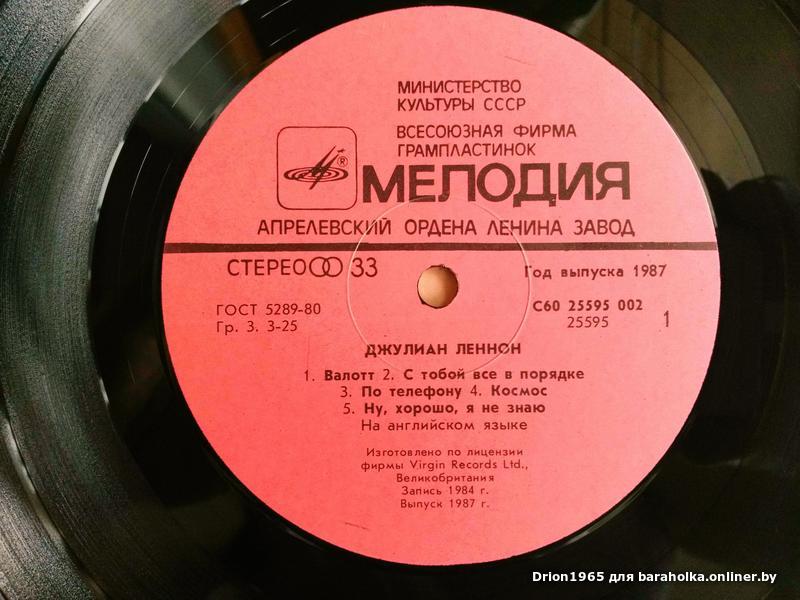 МИНИСТЕРСТВО
КУЛЬТУРЫ СССР
ВСЕСОЮЗНАЯ ФИРМА
ГРАМПЛАСТИНОК
®
МЕЛОДИЯ
АПРЕЛЕВСКИЙ ОРДЕНА ЛЕНИНА ЗАВОД
СТЕРЕО 33
Год выпуска 1987
ГОСТ 5289-80
Гр. 3. 3-25
С60 25595 002
25595
1
ДЖУЛИАН ЛЕННОН
1. Валотт 2. С тобой все в порядке
3. По телефону 4. Космос
5. Ну, хорошо, я не знаю
На английском языке
Изготовлено по лицензии
фирмы Virgin Records Ltd.,
Великобритания
Запись 1984 г.
Выпуск 1987 г.
Drion1965 для baraholka.onliner.by